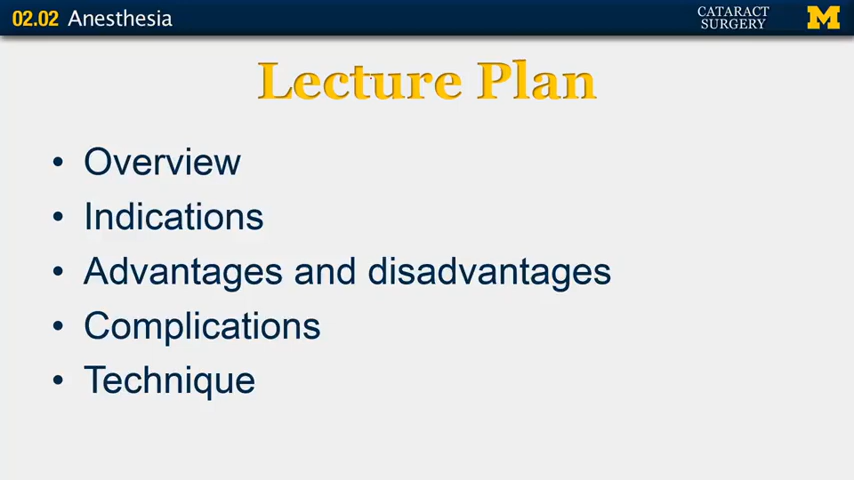 02.02 Anesthesia
CATARACT
SURGERY
M
Lecture Plan
• Overview
• Indications
• Advantages and disadvantages
• Complications
• Technique